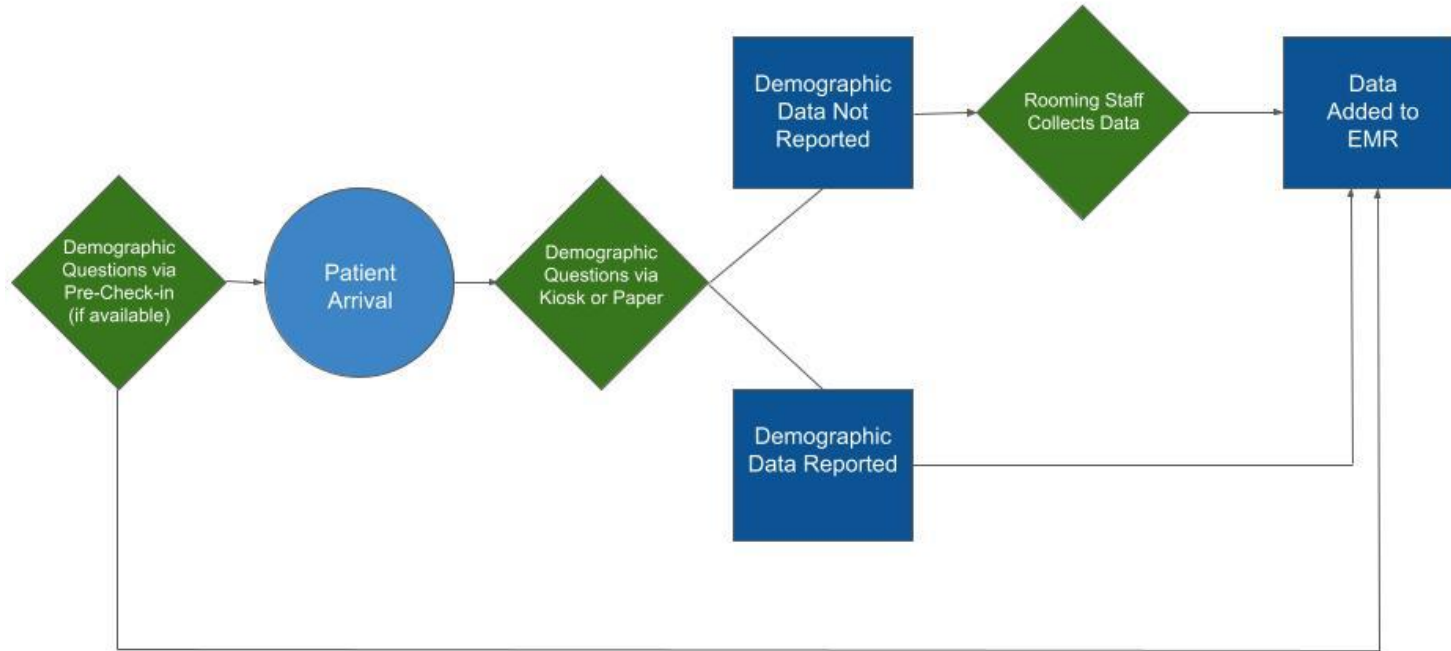 Demographic
Questions via
Pre-Check-in
(if available)
Patient
Arrival
Demographic
Questions via
Kiosk or Paper
Demographic
Data Not
Reported
Rooming Staff
Collects Data
Data
Added to
EMR
Demographic
Data Reported